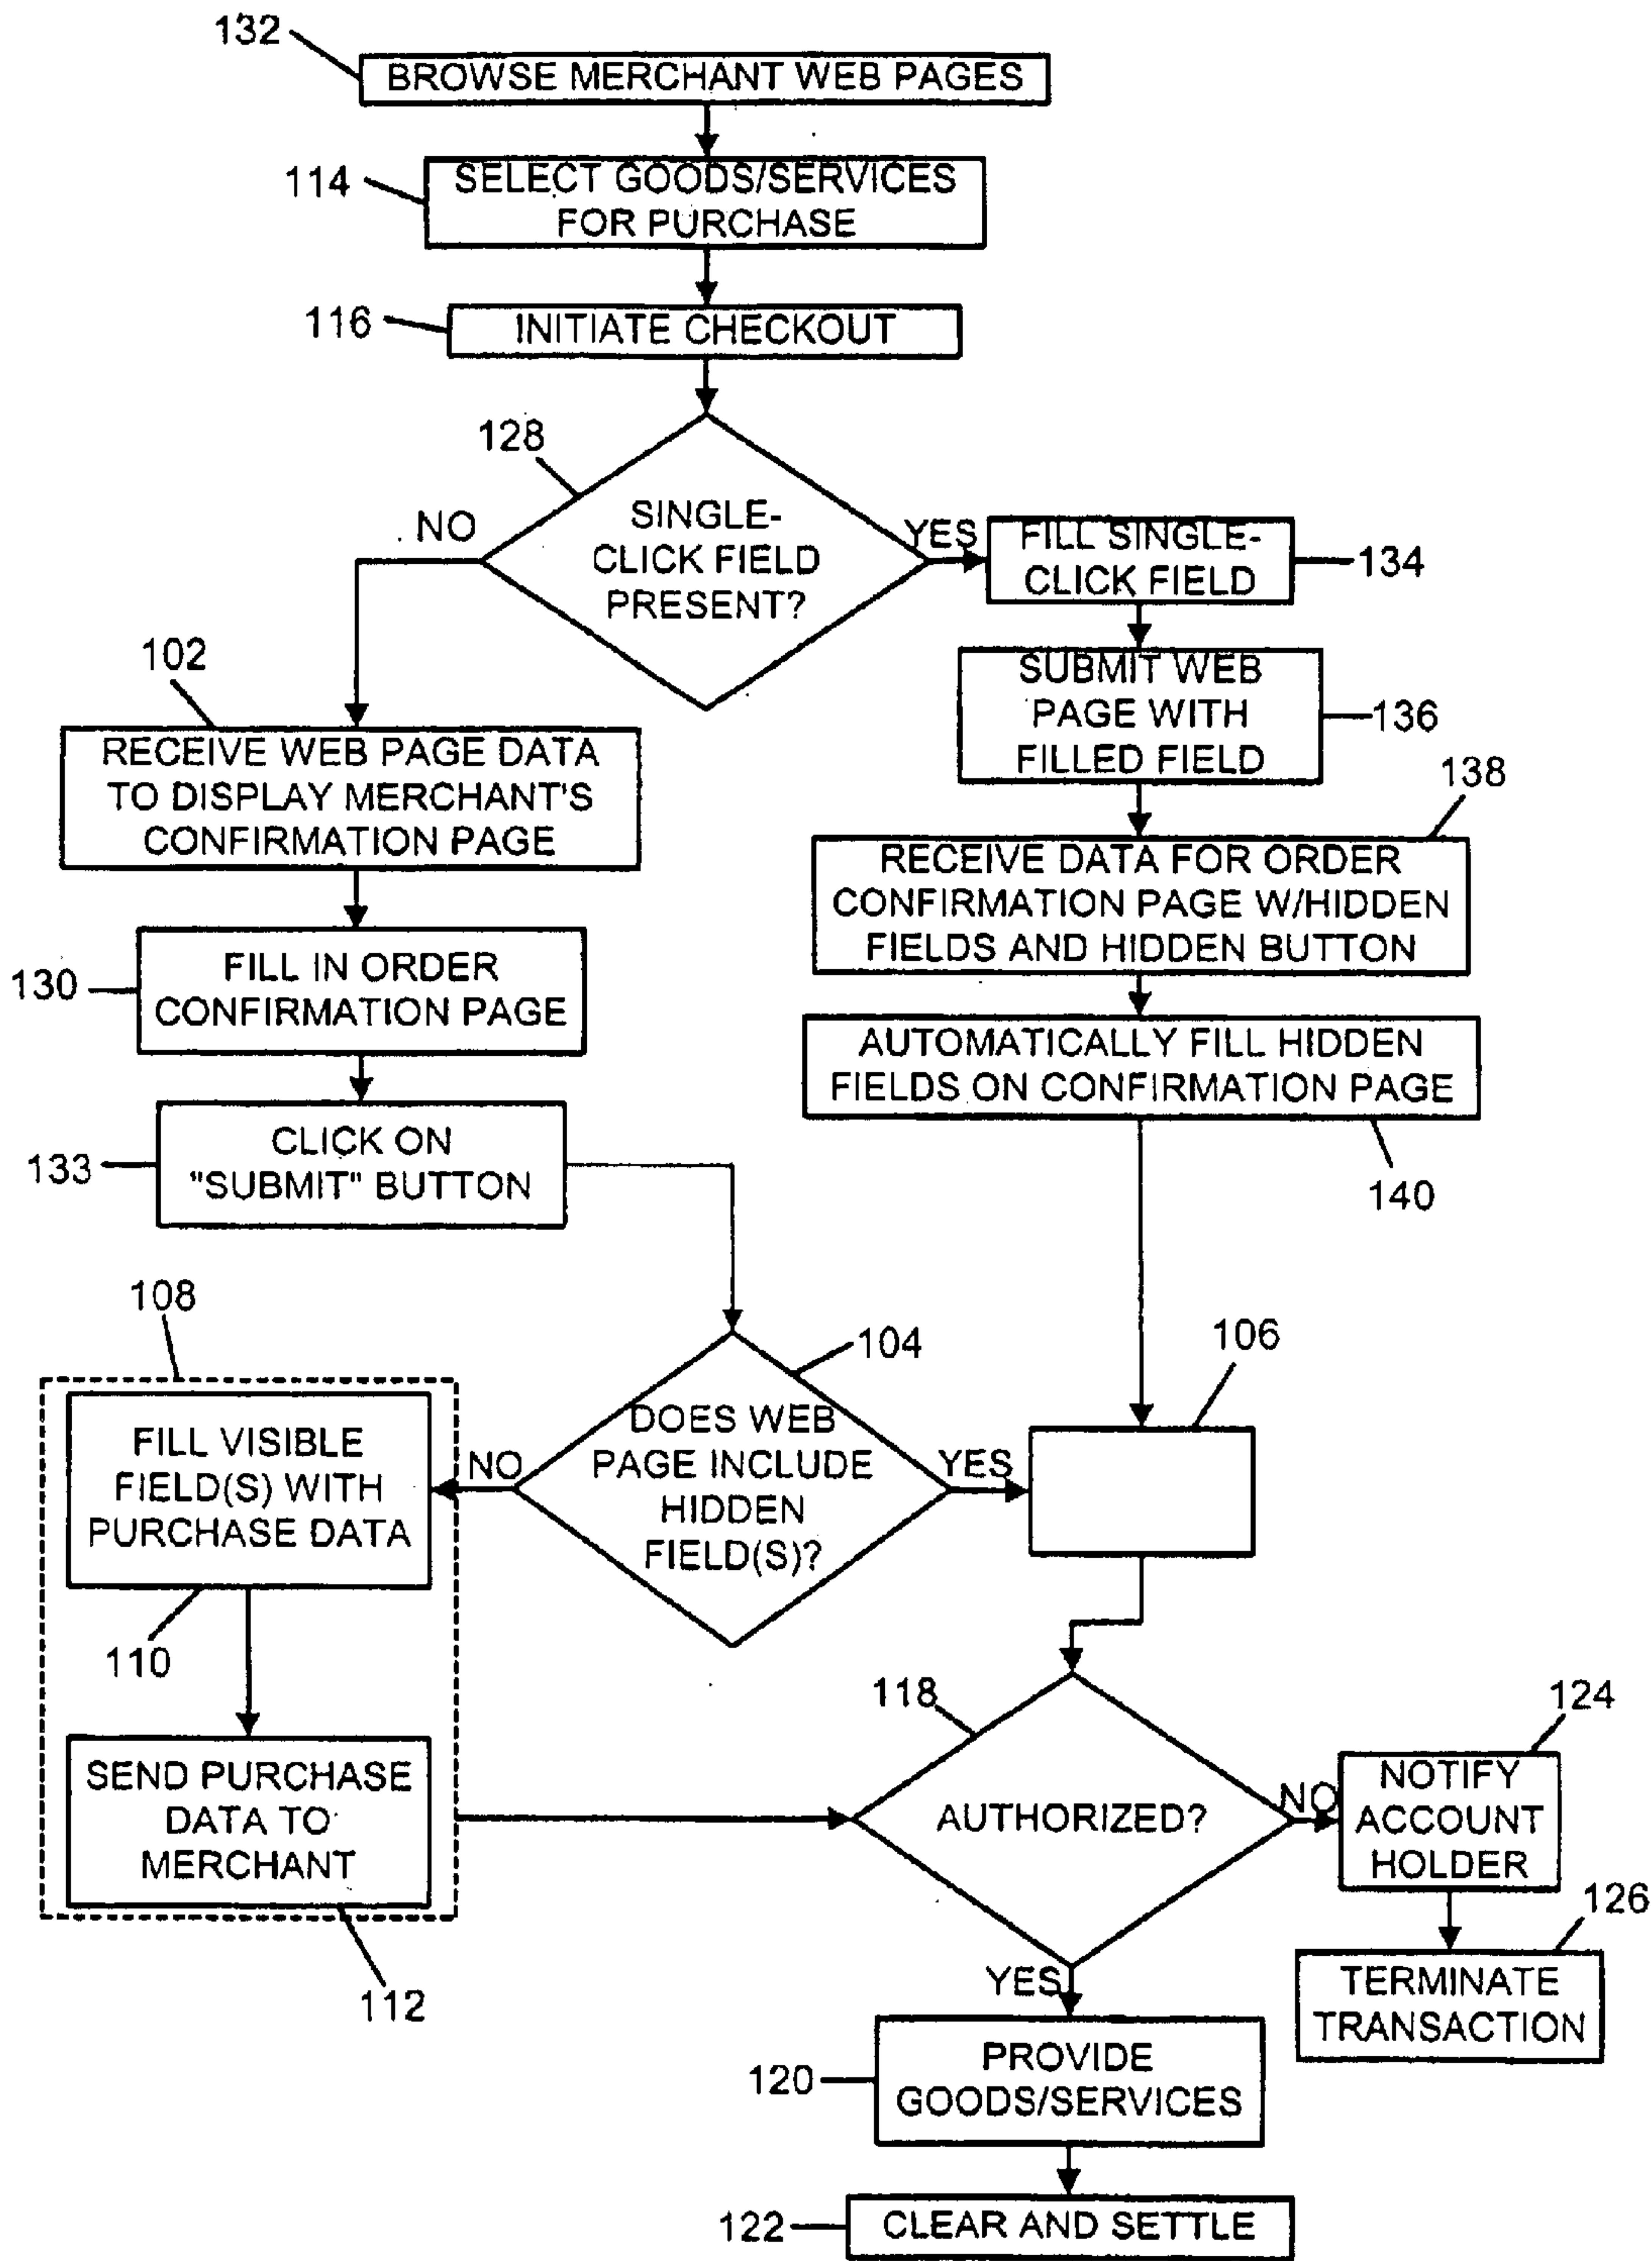 132
BROWSE MERCHANT WEB PAGES
114
SELECT GOODS/SERVICES
FOR PURCHASE
116
INITIATE CHECKOUT
128
SINGLE-
CLICK FIELD
PRESENT?
NO
YES
FILL SINGLE-
CLICK FIELD
134
SUBMIT WEB
PAGE WITH
FILLED FIELD
136
102
RECEIVE WEB PAGE DATA
TO DISPLAY MERCHANT'S
CONFIRMATION PAGE
138
RECEIVE DATA FOR ORDER
CONFIRMATION PAGE W/HIDDEN
FIELDS AND HIDDEN BUTTON
130
FILL IN ORDER
CONFIRMATION PAGE
AUTOMATICALLY FILL HIDDEN
FIELDS ON CONFIRMATION PAGE
140
133
CLICK ON
"SUBMIT" BUTTON
108
104
106
FILL VISIBLE
FIELD(S) WITH
PURCHASE DATA
110
NO
DOES WEB
PAGE INCLUDE
HIDDEN
FIELD(S)?
YES
SEND PURCHASE
DATA TO
MERCHANT
112
118
AUTHORIZED?
NO
124
NOTIFY
ACCOUNT
HOLDER
126
TERMINATE
TRANSACTION
YES
120
PROVIDE
GOODS/SERVICES
122
CLEAR AND SETTLE